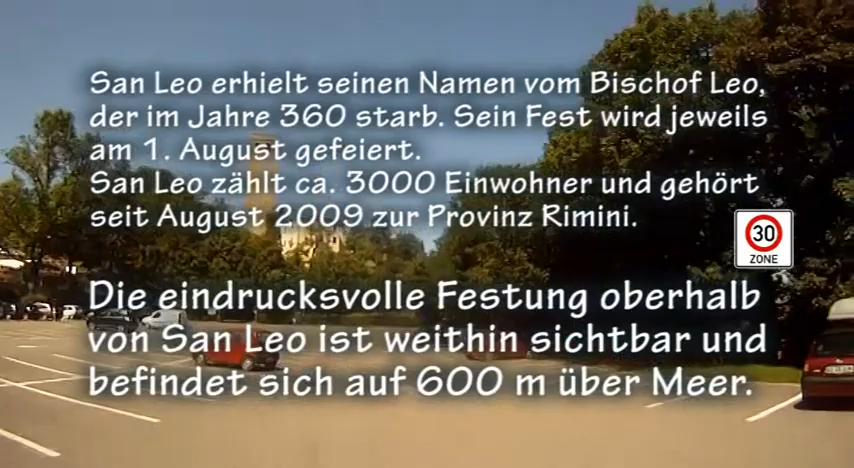 San Leo erhielt seinen Namen vom Bischof Leo,
der im Jahre 360 starb. Sein Fest wird jeweils
am 1. August gefeiert.
San Leo zählt ca. 3000 Einwohner und gehört
seit August 2009 zur Provinz Rimini.
30
ZONE
Die eindrucksvolle Festung oberhalb
von San Leo ist weithin sichtbar und
befindet sich auf 600 m über Meer.